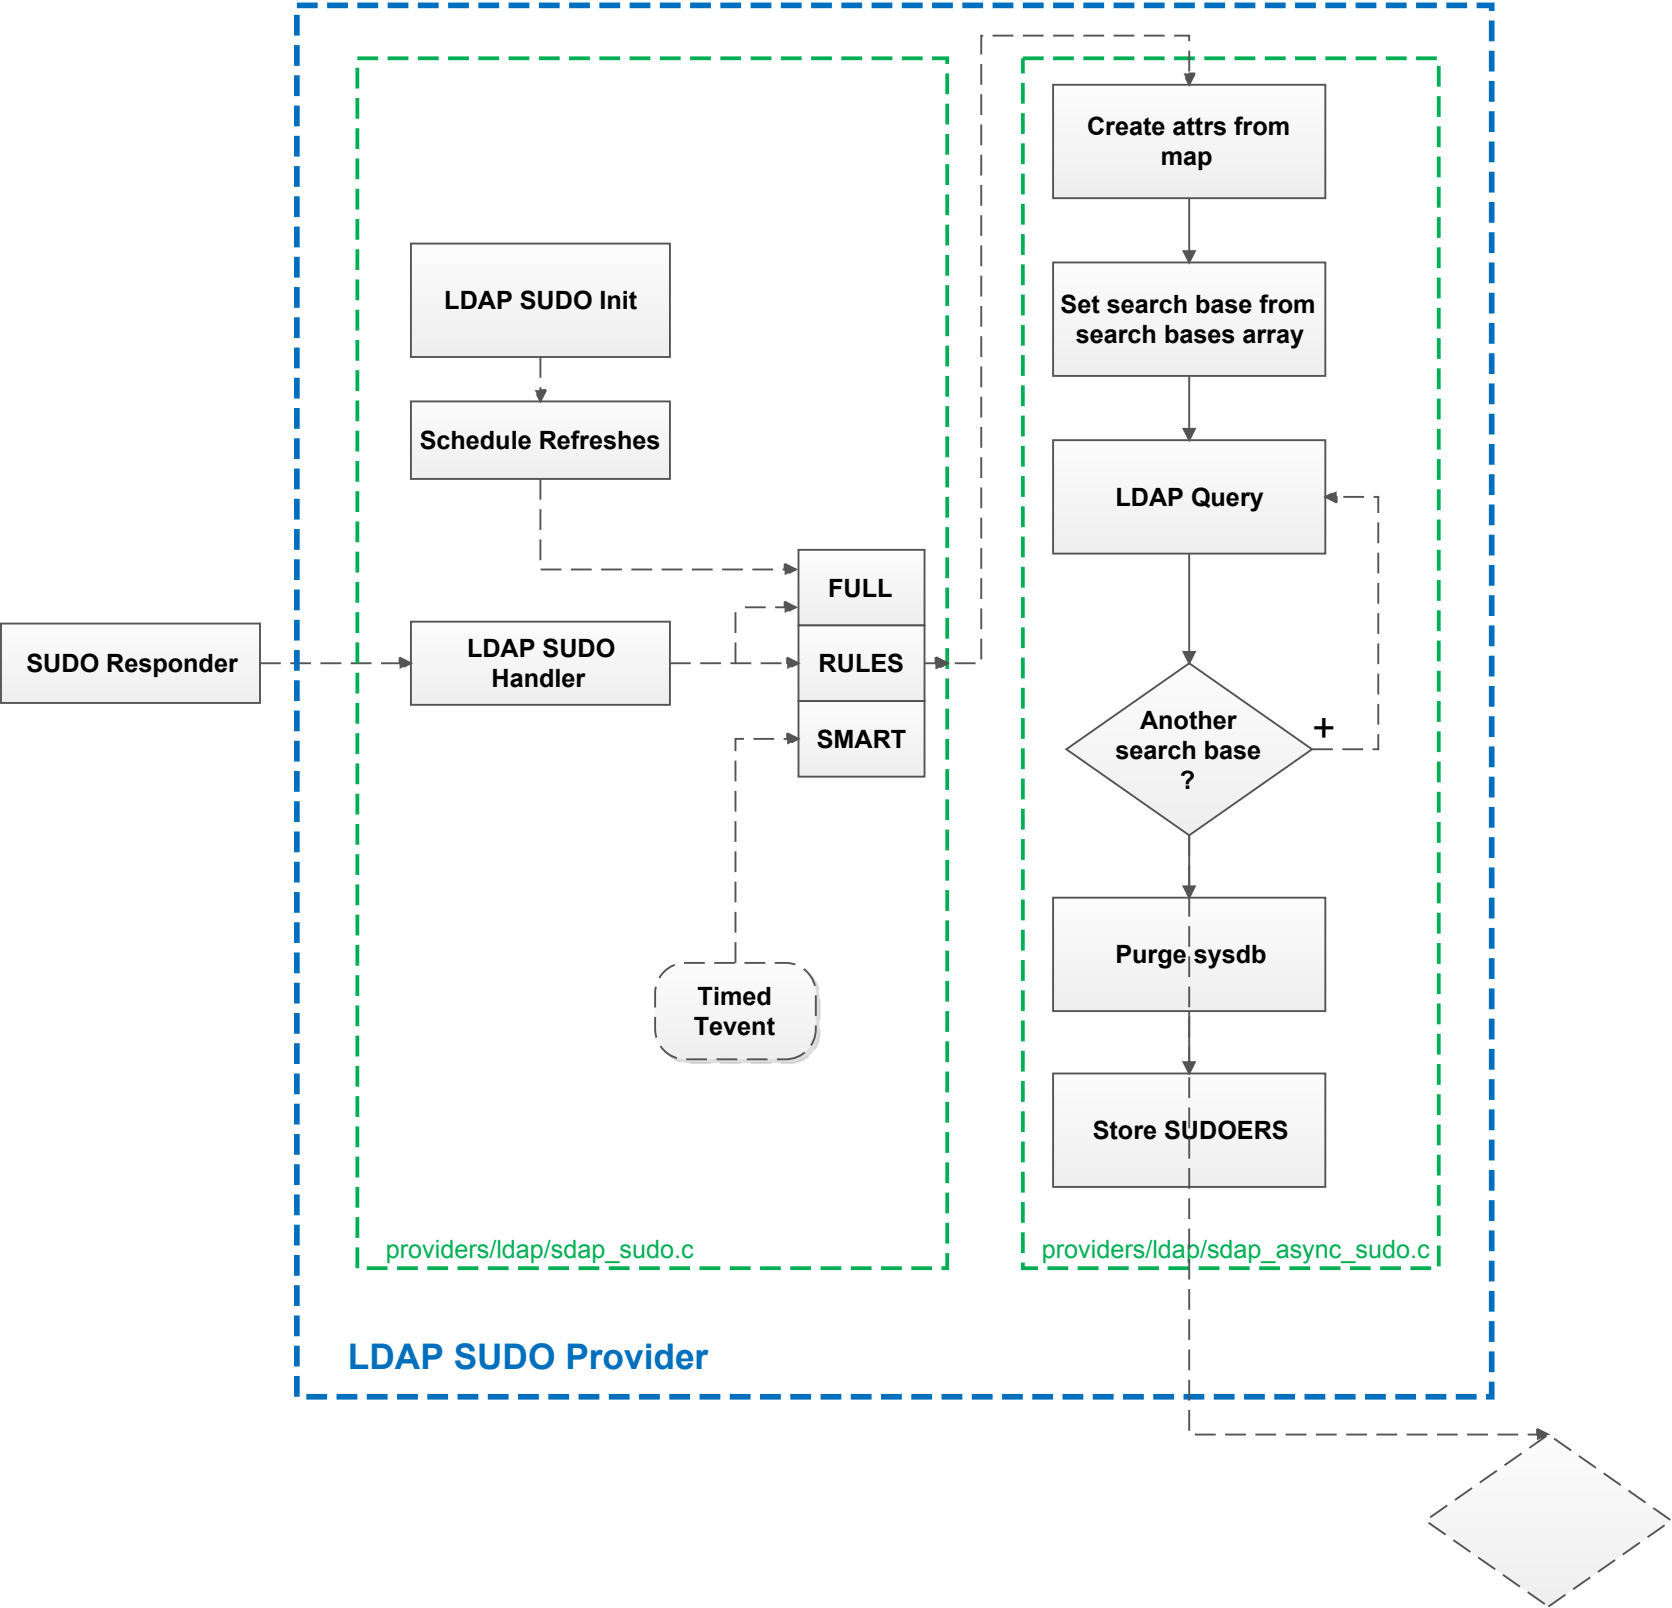 LDAP SUDO Init
Schedule Refreshes
SUDO Responder
LDAP SUDO
Handler
FULL
RULES
SMART
Timed
Tevent
providers/ldap/sdap_sudo.c
Create attrs from
map
Set search base from
search bases array
LDAP Query
Another
search base
?
+
Purge sysdb
Store SUDOERS
providers/ldap/sdap_async_sudo.c
LDAP SUDO Provider